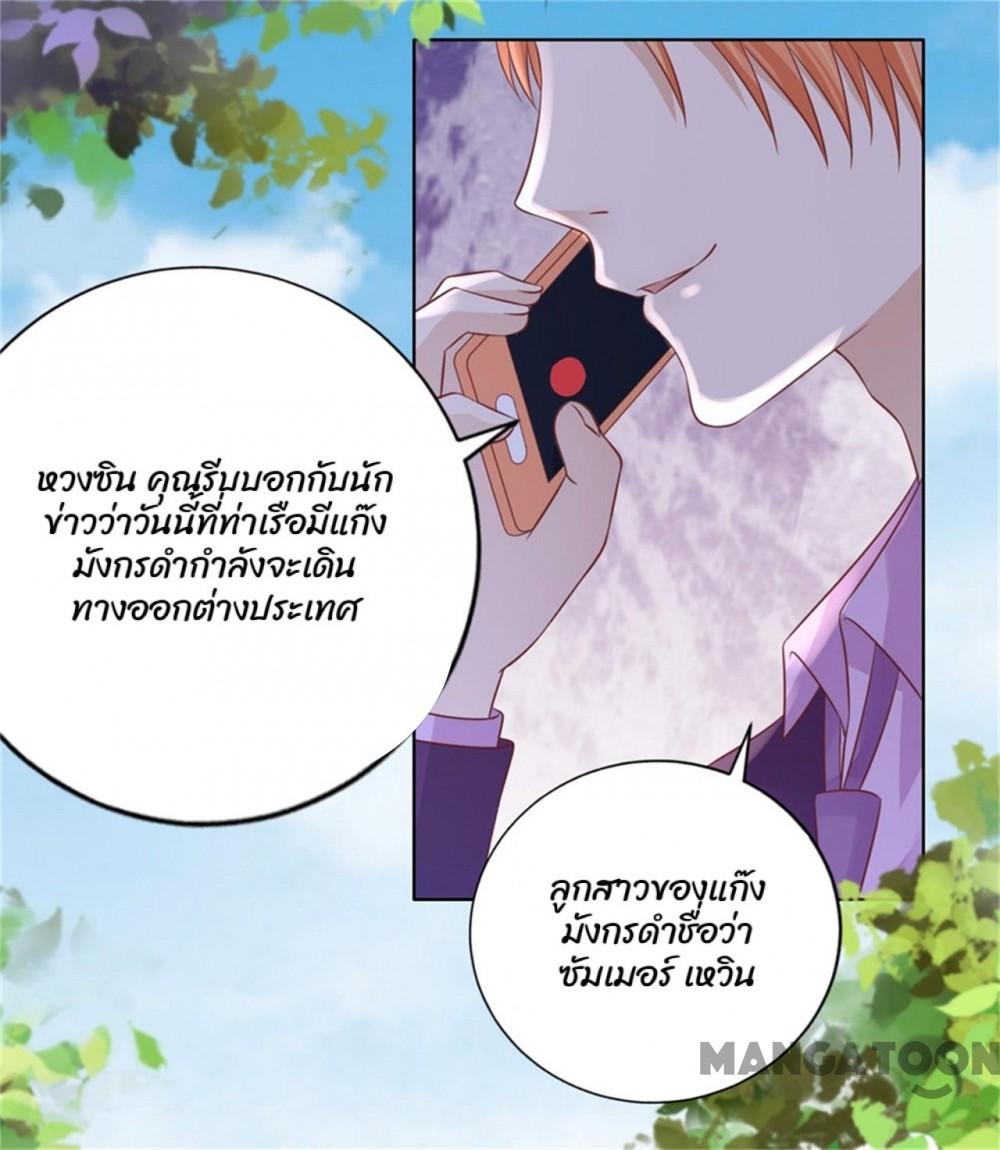 หวงซิน คุณรีบบอกกับนัก
ข่าวว่าวันนี้ที่ท่าเรือมีแก๊ง
มังกรดำกำลังจะเดิน
ทางออกต่างประเทศ
ลูกสาวของแก๊ง
มังกรดำชื่อว่า
ซัมเมอร์ เหวิน
MANGATOON